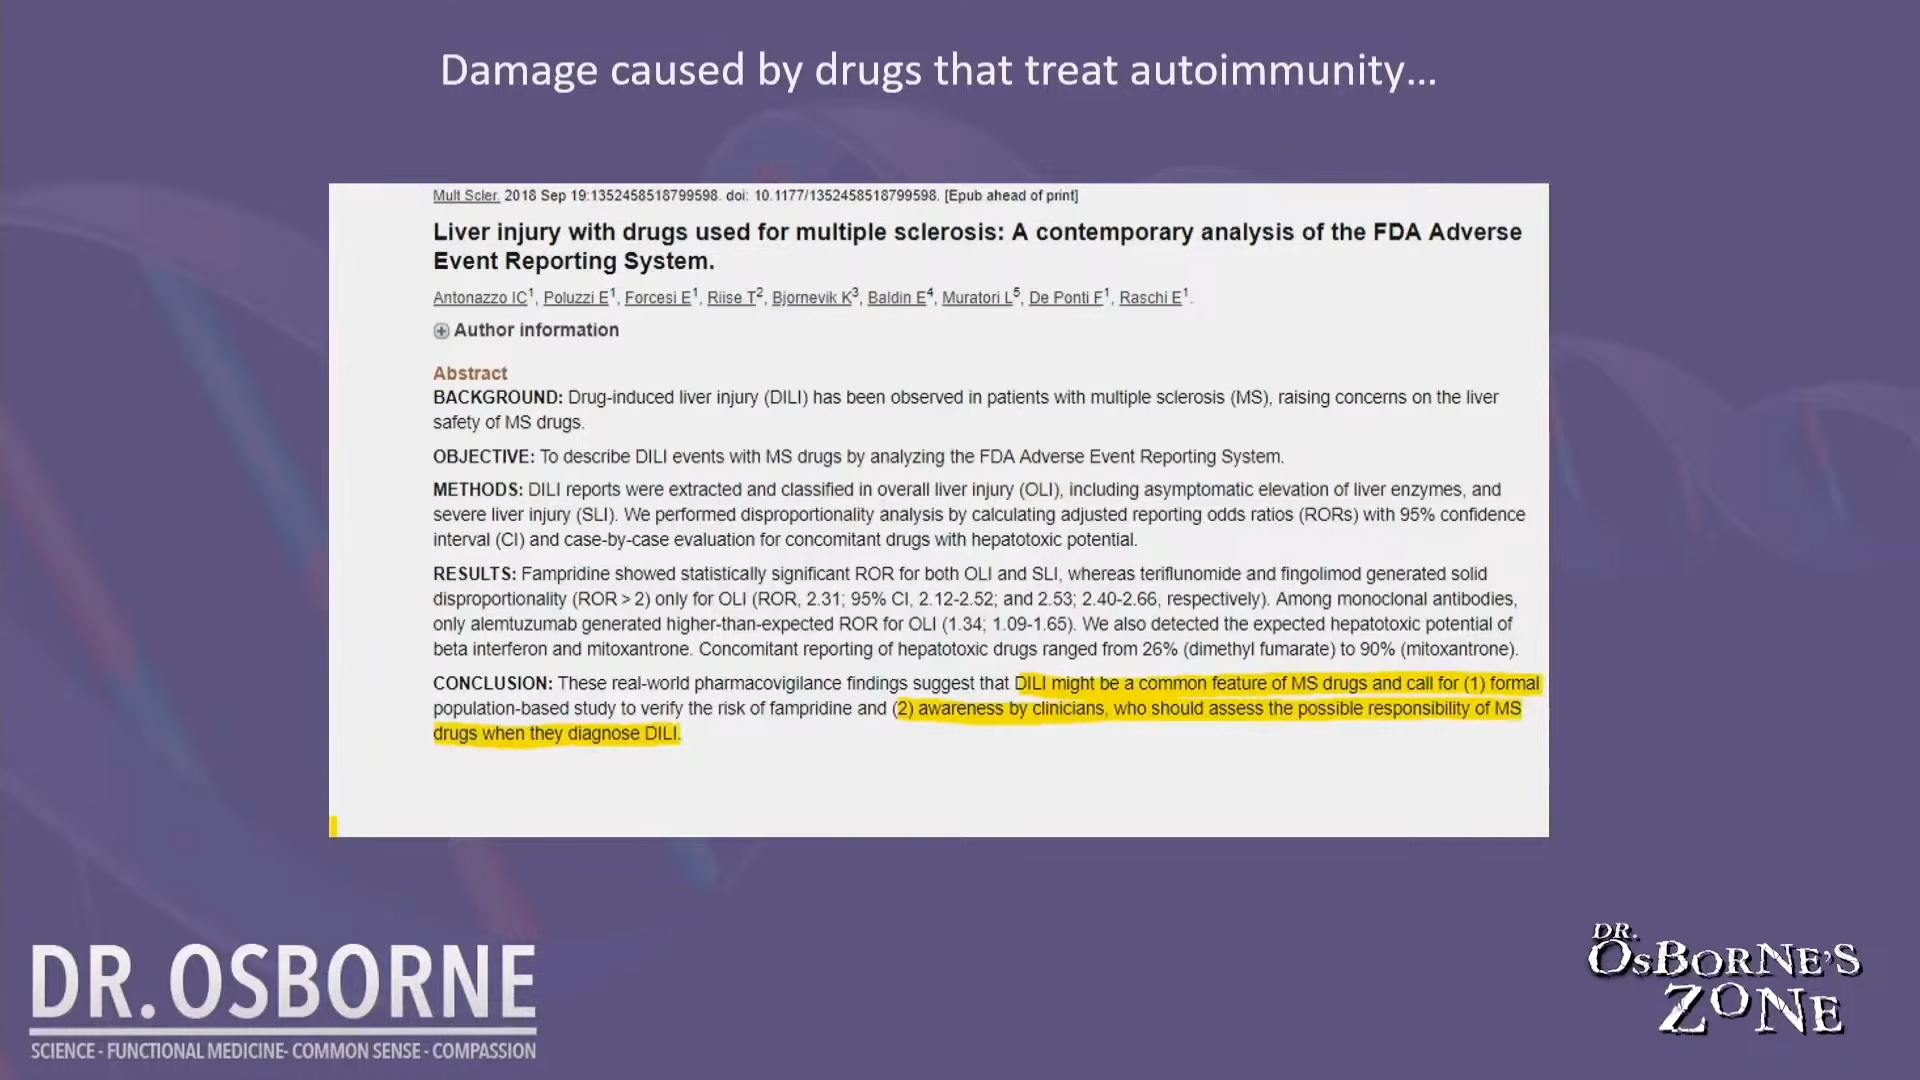 Damage caused by drugs that treat autoimmunity...
Mult Scler. 2018 Sep 19:1352458518799598. doi: 10.1177/1352458518799598. [Epub ahead of print]
Liver injury with drugs used for multiple sclerosis: A contemporary analysis of the FDA Adverse
Event Reporting System.
Antonazzo IC1, Poluzzi E1, Forcesi E1, Riise T2, Bjornevik K3, Baldin E4, Muratori L5, De Ponti F1, Raschi E1.
Author information
Abstract
BACKGROUND: Drug-induced liver injury (DILI) has been observed in patients with multiple sclerosis (MS), raising concerns on the liver
safety of MS drugs.
OBJECTIVE: To describe DILI events with MS drugs by analyzing the FDA Adverse Event Reporting System.
METHODS: DILI reports were extracted and classified in overall liver injury (OLI), including asymptomatic elevation of liver enzymes, and
severe liver injury (SLI). We performed disproportionality analysis by calculating adjusted reporting odds ratios (RORs) with 95% confidence
interval (CI) and case-by-case evaluation for concomitant drugs with hepatotoxic potential.
RESULTS: Fampridine showed statistically significant ROR for both OLI and SLI, whereas teriflunomide and fingolimod generated solid
disproportionality (ROR > 2) only for OLI (ROR, 2.31; 95% CI, 2.12-2.52; and 2.53; 2.40-2.66, respectively). Among monoclonal antibodies,
only alemtuzumab generated higher-than-expected ROR for OLI (1.34; 1.09-1.65). We also detected the expected hepatotoxic potential of
beta interferon and mitoxantrone. Concomitant reporting of hepatotoxic drugs ranged from 26% (dimethyl fumarate) to 90% (mitoxantrone).
CONCLUSION: These real-world pharmacovigilance findings suggest that DILI might be a common feature of MS drugs and call for (1) formal
population-based study to verify the risk of fampridine and (2) awareness by clinicians, who should assess the possible responsibility of MS
drugs when they diagnose DILI.
DR. OSBORNE
SCIENCE - FUNCTIONAL MEDICINE- COMMON SENSE - COMPASSION
DR.
OSBORNE'S
ZONE